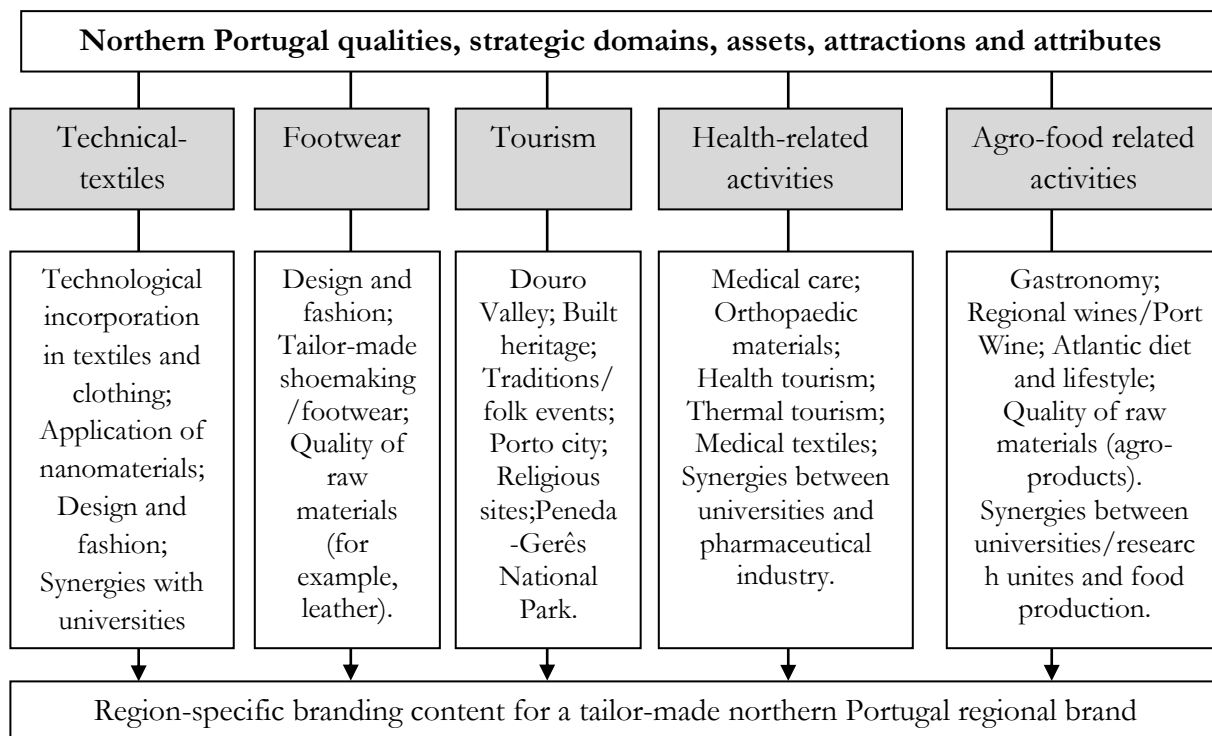 Northern Portugal qualities, strategic domains, assets, attractions and attributes
Technical-
textiles
Footwear
Tourism
Health-related
activities
Agro-food related
activities
Technological
incorporation
in textiles and
clothing;
Application of
nanomaterials;
Design and
fashion;
Synergies with
universities
Design and
fashion;
Tailor-made
shoemaking
/footwear;
Quality of
raw
materials
(for
example,
leather).
Douro
Valley; Built
heritage;
Traditions/
folk events;
Porto city;
Religious
sites;Peneda
-Gerês
National
Park.
Medical care;
Orthopaedic
materials;
Health tourism;
Thermal tourism;
Medical textiles;
Synergies between
universities and
pharmaceutical
industry.
Gastronomy;
Regional wines/Port
Wine; Atlantic diet
and lifestyle;
Quality of raw
materials (agro-
products).
Synergies between
universities/researc
h unites and food
production.
Region-specific branding content for a tailor-made northern Portugal regional brand